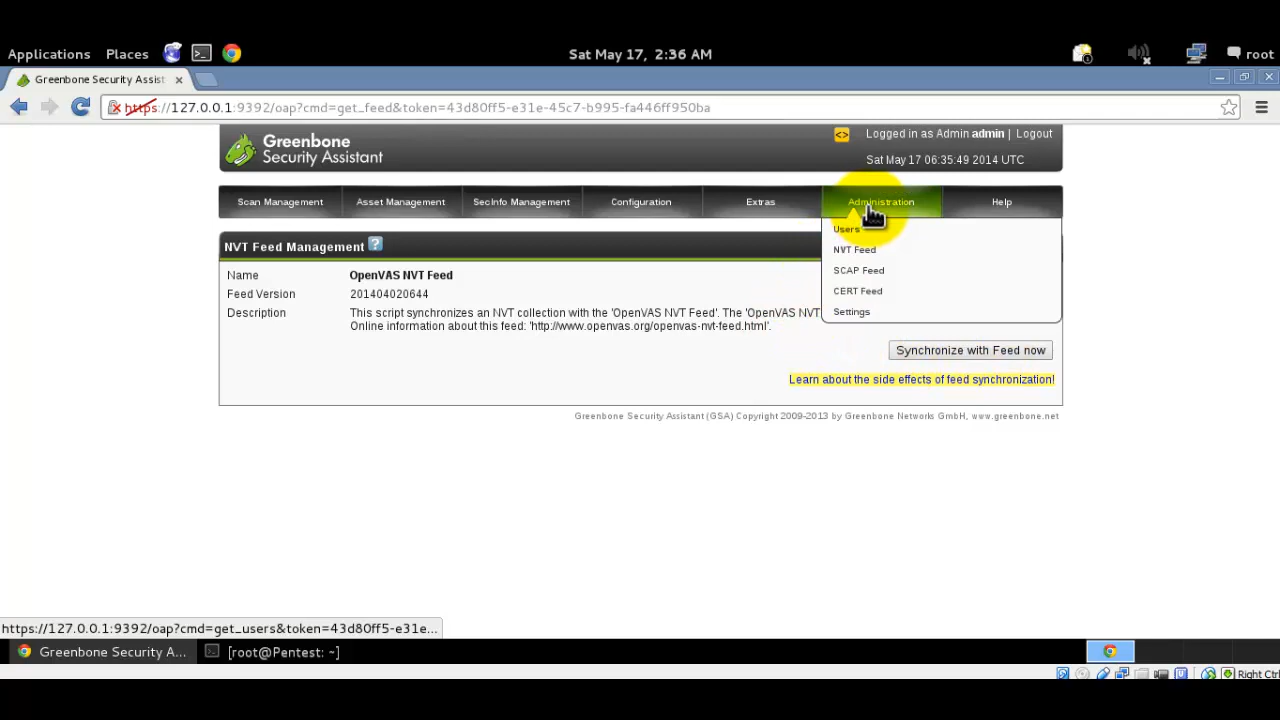 Applications Places Sat May 17, 2:36 AM root
Greenbone Security Assist
https://127.0.0.1:9392/oap?cmd=get_feed&token=43d80ff5-e31e-45c7-b995-fa446ff950ba
Greenbone
Security Assistant
Logged in as Admin admin | Logout
Sat May 17 06:35:49 2014 UTC
Scan Management Asset Management SecInfo Management Configuration Extras Administration Help
Users
NVT Feed
SCAP Feed
CERT Feed
Settings
NVT Feed Management ?
Name OpenVAS NVT Feed
Feed Version 201404020644
Description This script synchronizes an NVT collection with the 'OpenVAS NVT Feed'. The 'OpenVAS NVT
Online information about this feed: 'http://www.openvas.org/openvas-nvt-feed.html'.
Synchronize with Feed now
Learn about the side effects of feed synchronization!
Greenbone Security Assistant (GSA) Copyright 2009-2013 by Greenbone Networks GmbH, www.greenbone.net
https://127.0.0.1:9392/oap?cmd=get_users&token=43d80ff5-e31e...
Greenbone Security A... [root@Pentest: ~]
Right Ctrl